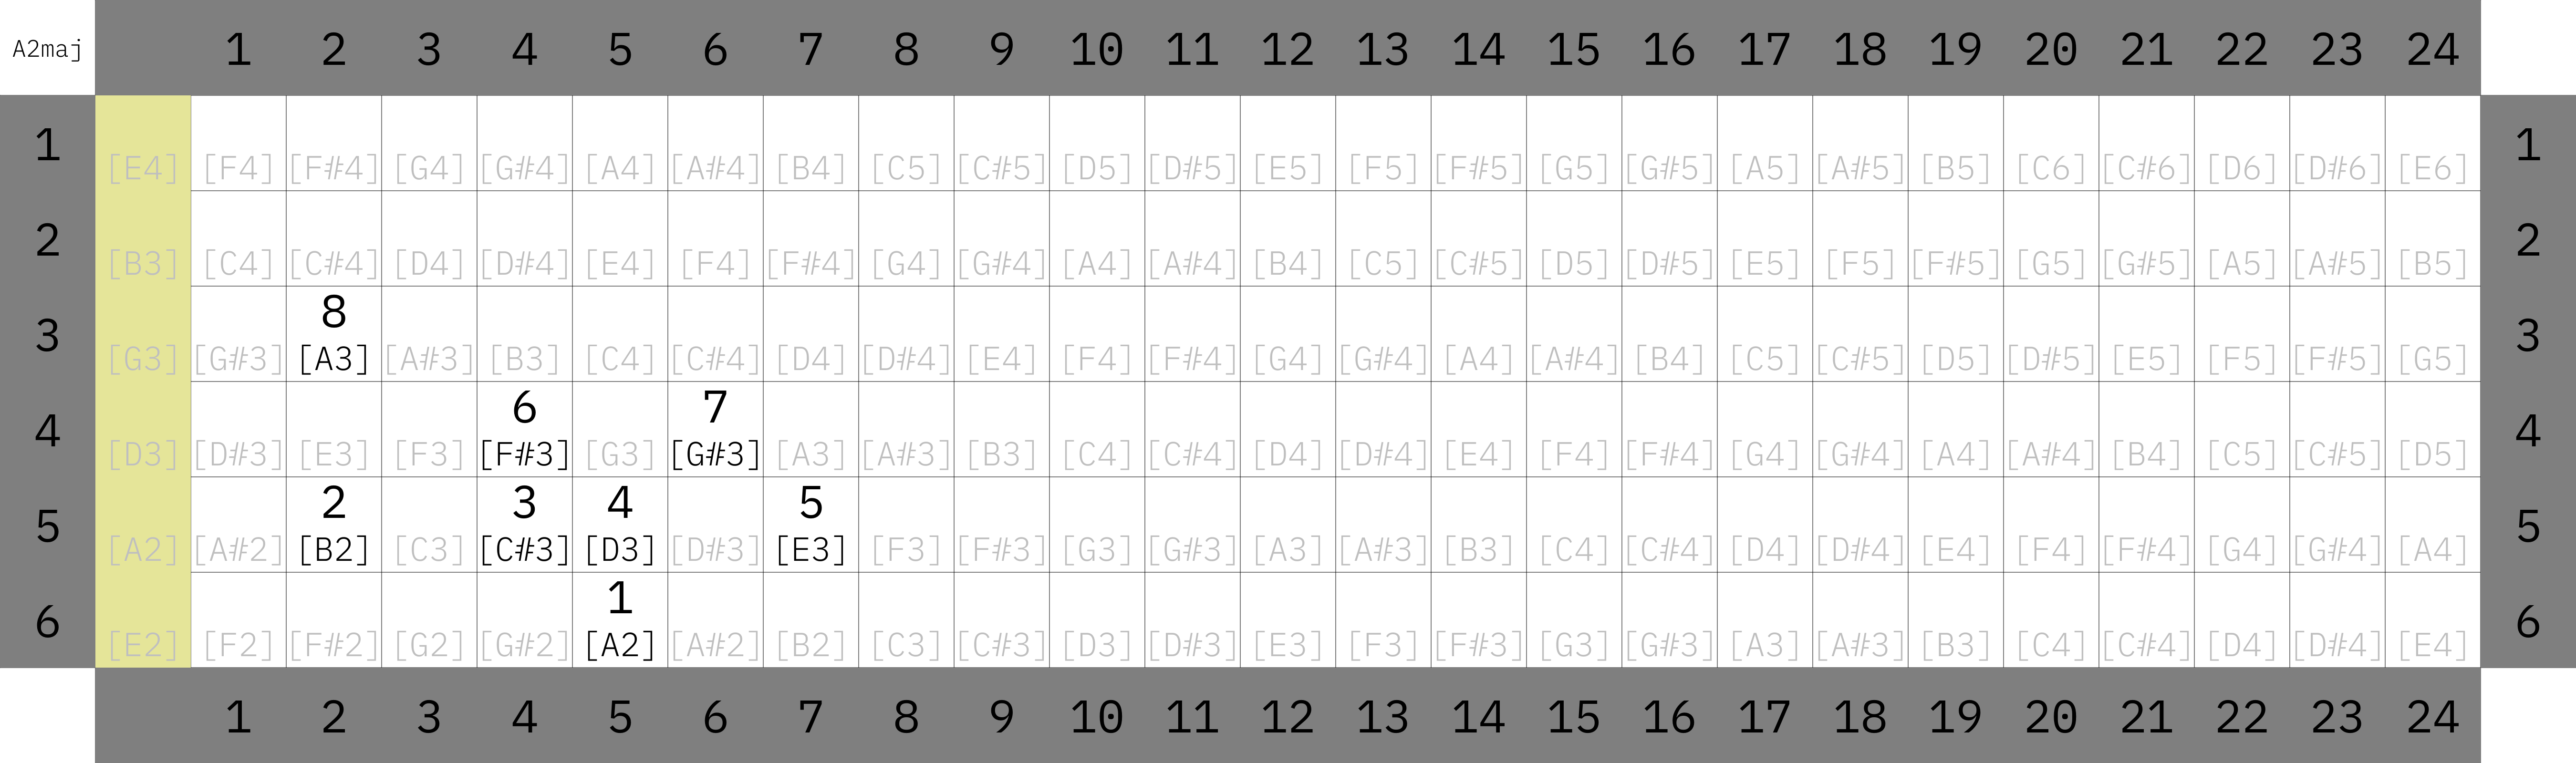 A2maj 1 2 3 4 5 6 7 8 9 10 11 12 13 14 15 16 17 18 19 20 21 22 23 24
1 [E4] [F4] [F#4] [G4] [G#4] [A4] [A#4] [B4] [C5] [C#5] [D5] [D#5] [E5] [F5] [F#5] [G5] [G#5] [A5] [A#5] [B5] [C6] [C#6] [D6] [D#6] [E6] 1
2 [B3] [C4] [C#4] [D4] [D#4] [E4] [F4] [F#4] [G4] [G#4] [A4] [A#4] [B4] [C5] [C#5] [D5] [D#5] [E5] [F5] [F#5] [G5] [G#5] [A5] [A#5] [B5] 2
8
3 [G3] [G#3] [A3] [A#3] [B3] [C4] [C#4] [D4] [D#4] [E4] [F4] [F#4] [G4] [G#4] [A4] [A#4] [B4] [C5] [C#5] [D5] [D#5] [E5] [F5] [F#5] [G5] 3
6 7
4 [D3] [D#3] [E3] [F3] [F#3] [G3] [G#3] [A3] [A#3] [B3] [C4] [C#4] [D4] [D#4] [E4] [F4] [F#4] [G4] [G#4] [A4] [A#4] [B4] [C5] [C#5] [D5] 4
2 3 4 5
5 [A2] [A#2] [B2] [C3] [C#3] [D3] [D#3] [E3] [F3] [F#3] [G3] [G#3] [A3] [A#3] [B3] [C4] [C#4] [D4] [D#4] [E4] [F4] [F#4] [G4] [G#4] [A4] 5
1
6 [E2] [F2] [F#2] [G2] [G#2] [A2] [A#2] [B2] [C3] [C#3] [D3] [D#3] [E3] [F3] [F#3] [G3] [G#3] [A3] [A#3] [B3] [C4] [C#4] [D4] [D#4] [E4] 6
1 2 3 4 5 6 7 8 9 10 11 12 13 14 15 16 17 18 19 20 21 22 23 24